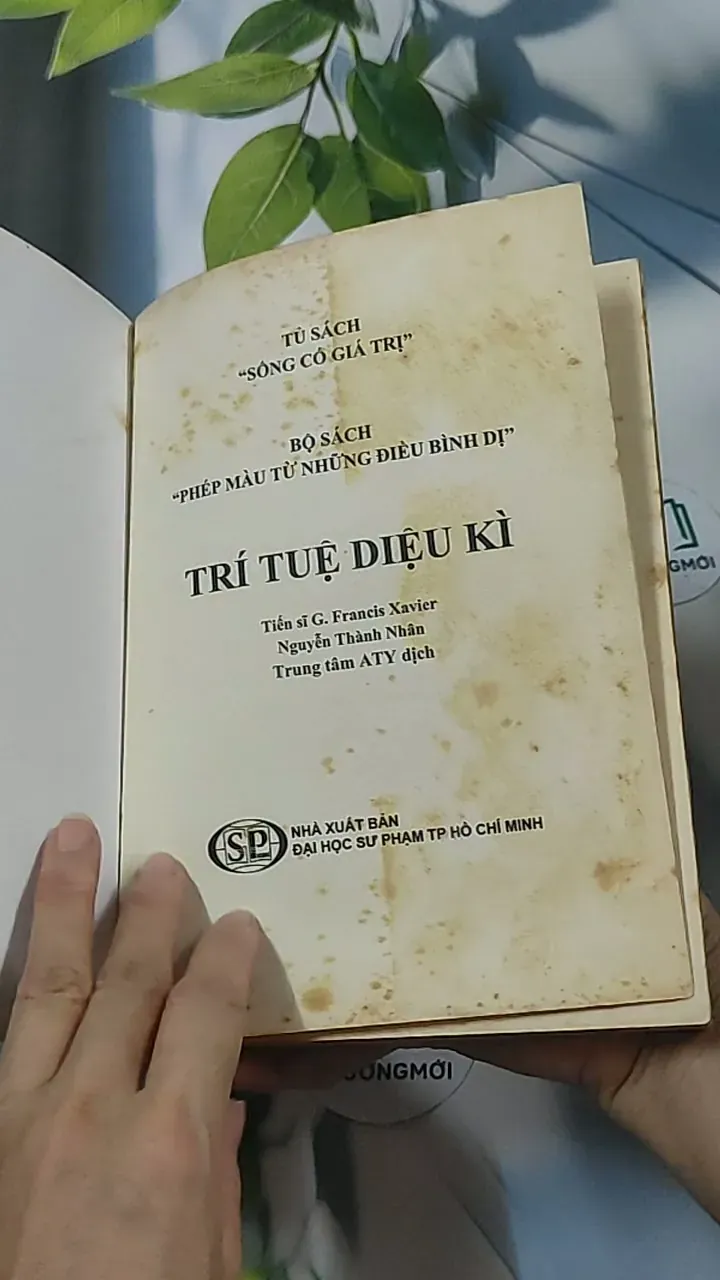 TỦ SÁCH
“SỐNG CÓ GIÁ TRỊ”
BỘ SÁCH
“PHÉP MÀU TỪ NHỮNG ĐIỀU BÌNH DỊ”
TRÍ TUỆ DIỆU KÌ
Tiến sĩ G. Francis Xavier
Nguyễn Thành Nhân
Trung tâm ATY dịch
SP
NHÀ XUẤT BẢN
ĐẠI HỌC SƯ PHẠM TP HỒ CHÍ MINH